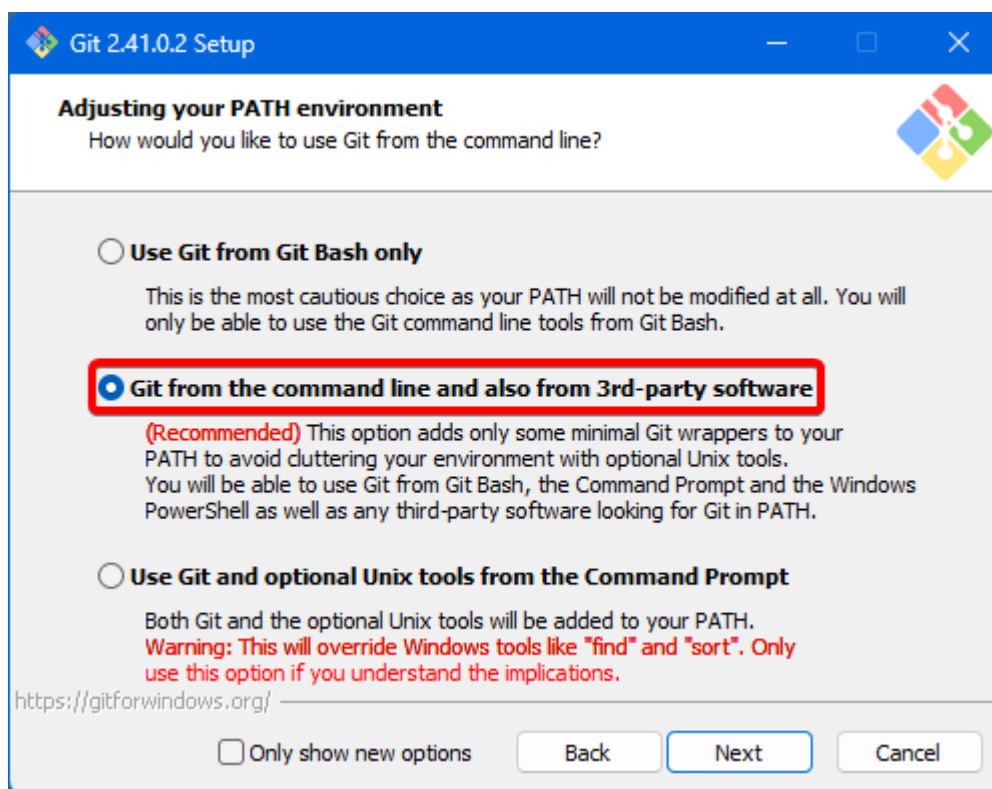 Git 2.41.0.2 Setup
Adjusting your PATH environment
How would you like to use Git from the command line?
Use Git from Git Bash only
This is the most cautious choice as your PATH will not be modified at all. You will
only be able to use the Git command line tools from Git Bash.
Git from the command line and also from 3rd-party software
(Recommended) This option adds only some minimal Git wrappers to your
PATH to avoid cluttering your environment with optional Unix tools.
You will be able to use Git from Git Bash, the Command Prompt and the Windows
PowerShell as well as any third-party software looking for Git in PATH.
Use Git and optional Unix tools from the Command Prompt
Both Git and the optional Unix tools will be added to your PATH.
Warning: This will override Windows tools like "find" and "sort". Only
use this option if you understand the implications.
https://gitforwindows.org/
Only show new options Back Next Cancel